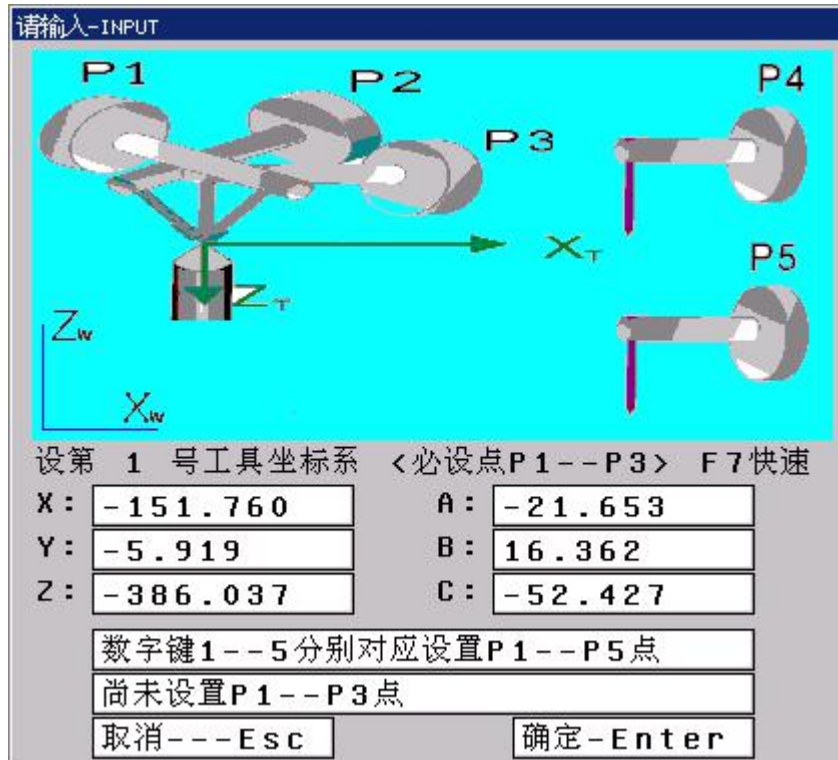 请输入-INPUT
P1
P2
P4
P3
XT
P5
ZT
Zw
Xw
设第 1 号工具坐标系 <必设点P1--P3> F7快速
X: -151.760 A: -21.653
Y: -5.919 B: 16.362
Z: -386.037 C: -52.427
数字键1--5分别对应设置P1--P5点
尚未设置P1--P3点
取消---Esc 确定-Enter